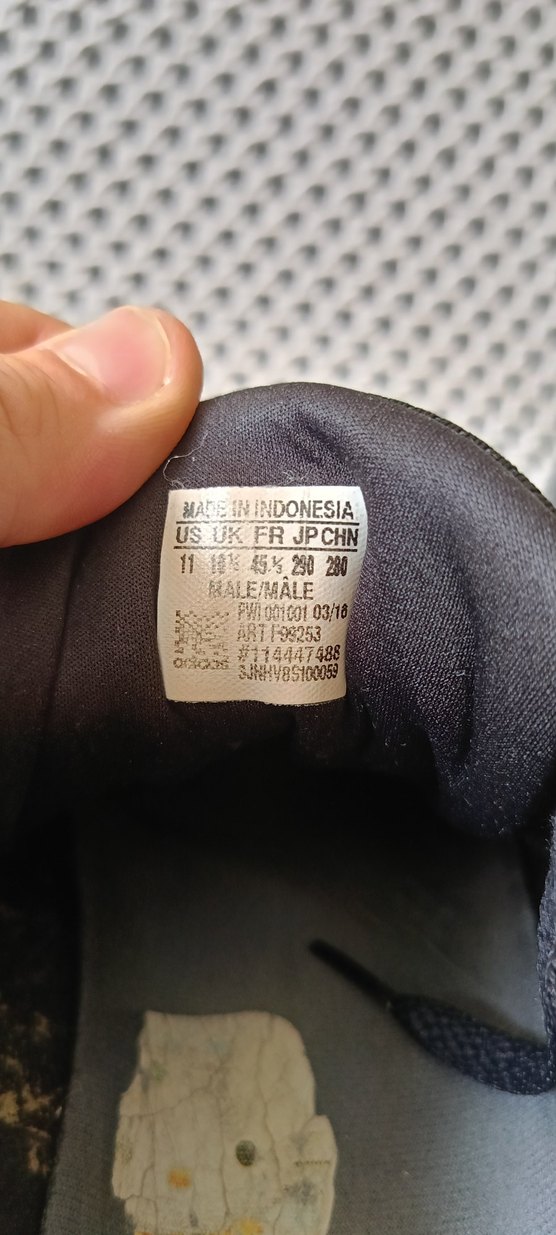 MADE IN INDONESIA
US UK FR JP CHN
11 10½ 45⅓ 290 280
MALE/MÂLE
PWI 001001 03/16
ART F99253
#114447488
adidas